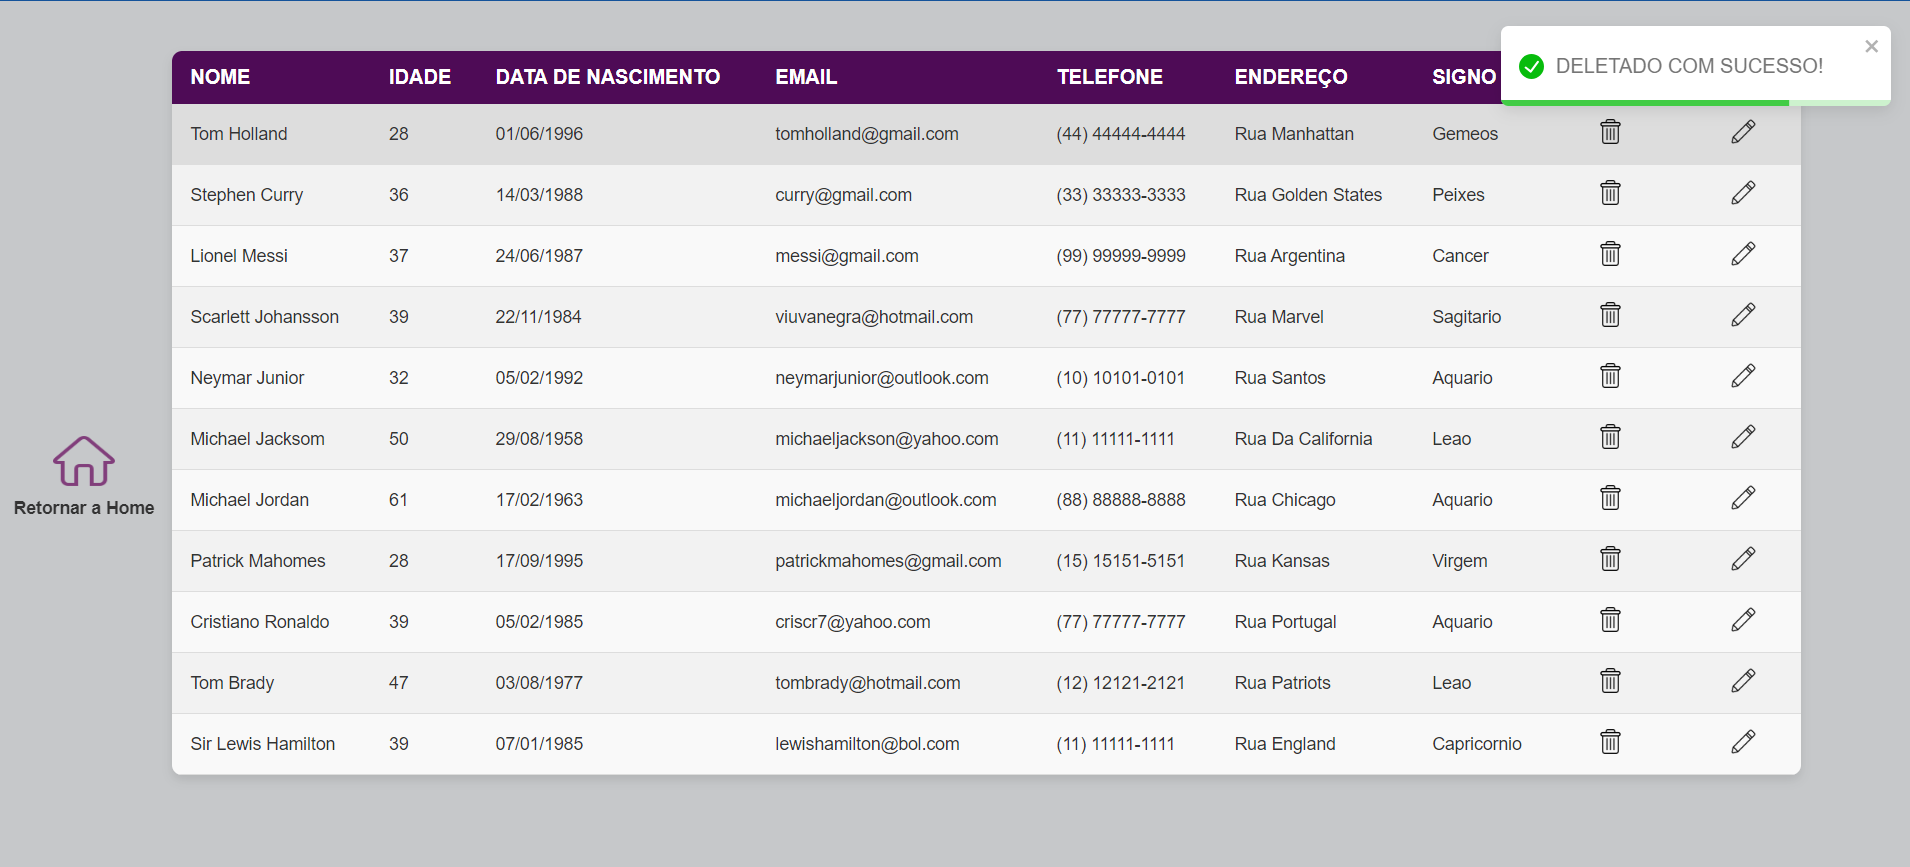 DELETADO COM SUCESSO!
NOME IDADE DATA DE NASCIMENTO EMAIL TELEFONE ENDEREÇO SIGNO
Tom Holland 28 01/06/1996 tomholland@gmail.com (44) 44444-4444 Rua Manhattan Gemeos
Stephen Curry 36 14/03/1988 curry@gmail.com (33) 33333-3333 Rua Golden States Peixes
Lionel Messi 37 24/06/1987 messi@gmail.com (99) 99999-9999 Rua Argentina Cancer
Scarlett Johansson 39 22/11/1984 viuvanegra@hotmail.com (77) 77777-7777 Rua Marvel Sagitario
Neymar Junior 32 05/02/1992 neymarjunior@outlook.com (10) 10101-0101 Rua Santos Aquario
Michael Jacksom 50 29/08/1958 michaeljackson@yahoo.com (11) 11111-1111 Rua Da California Leao
Michael Jordan 61 17/02/1963 michaeljordan@outlook.com (88) 88888-8888 Rua Chicago Aquario
Retornar a Home
Patrick Mahomes 28 17/09/1995 patrickmahomes@gmail.com (15) 15151-5151 Rua Kansas Virgem
Cristiano Ronaldo 39 05/02/1985 criscr7@yahoo.com (77) 77777-7777 Rua Portugal Aquario
Tom Brady 47 03/08/1977 tombrady@hotmail.com (12) 12121-2121 Rua Patriots Leao
Sir Lewis Hamilton 39 07/01/1985 lewishamilton@bol.com (11) 11111-1111 Rua England Capricornio